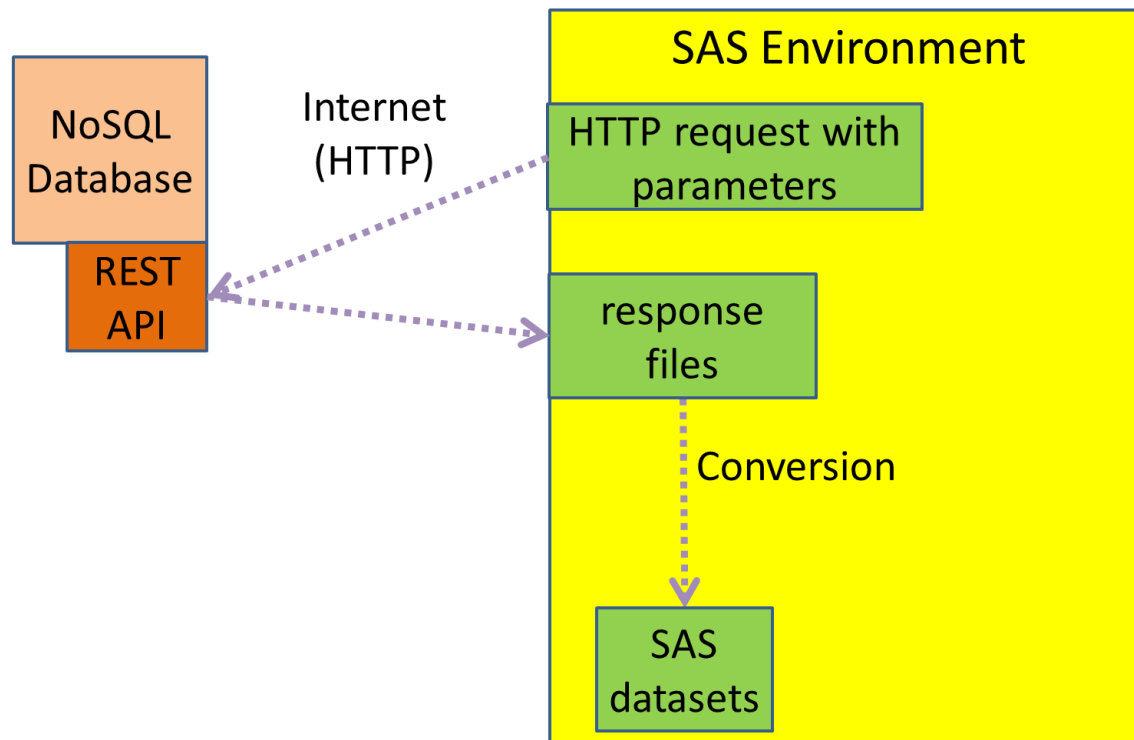 SAS Environment
NoSQL
Database
Internet
(HTTP)
HTTP request with
parameters
REST
API
response
files
Conversion
SAS
datasets